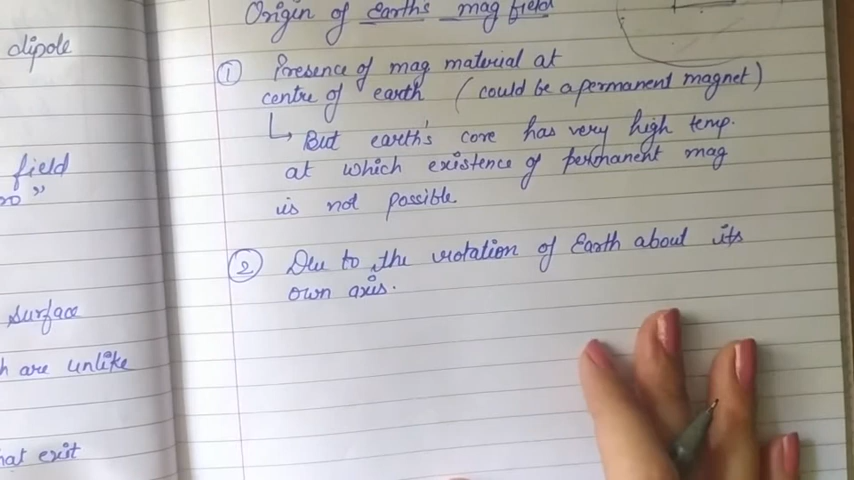 Origin of Earth's mag field
① Presence of mag material at
centre of earth (could be a permanent magnet)
↳ But earth's core has very high temp.
at which existence of permanent mag
is not possible
② Due to the rotation of Earth about its
own axis.
dipole
field
surface
are unlike
exit